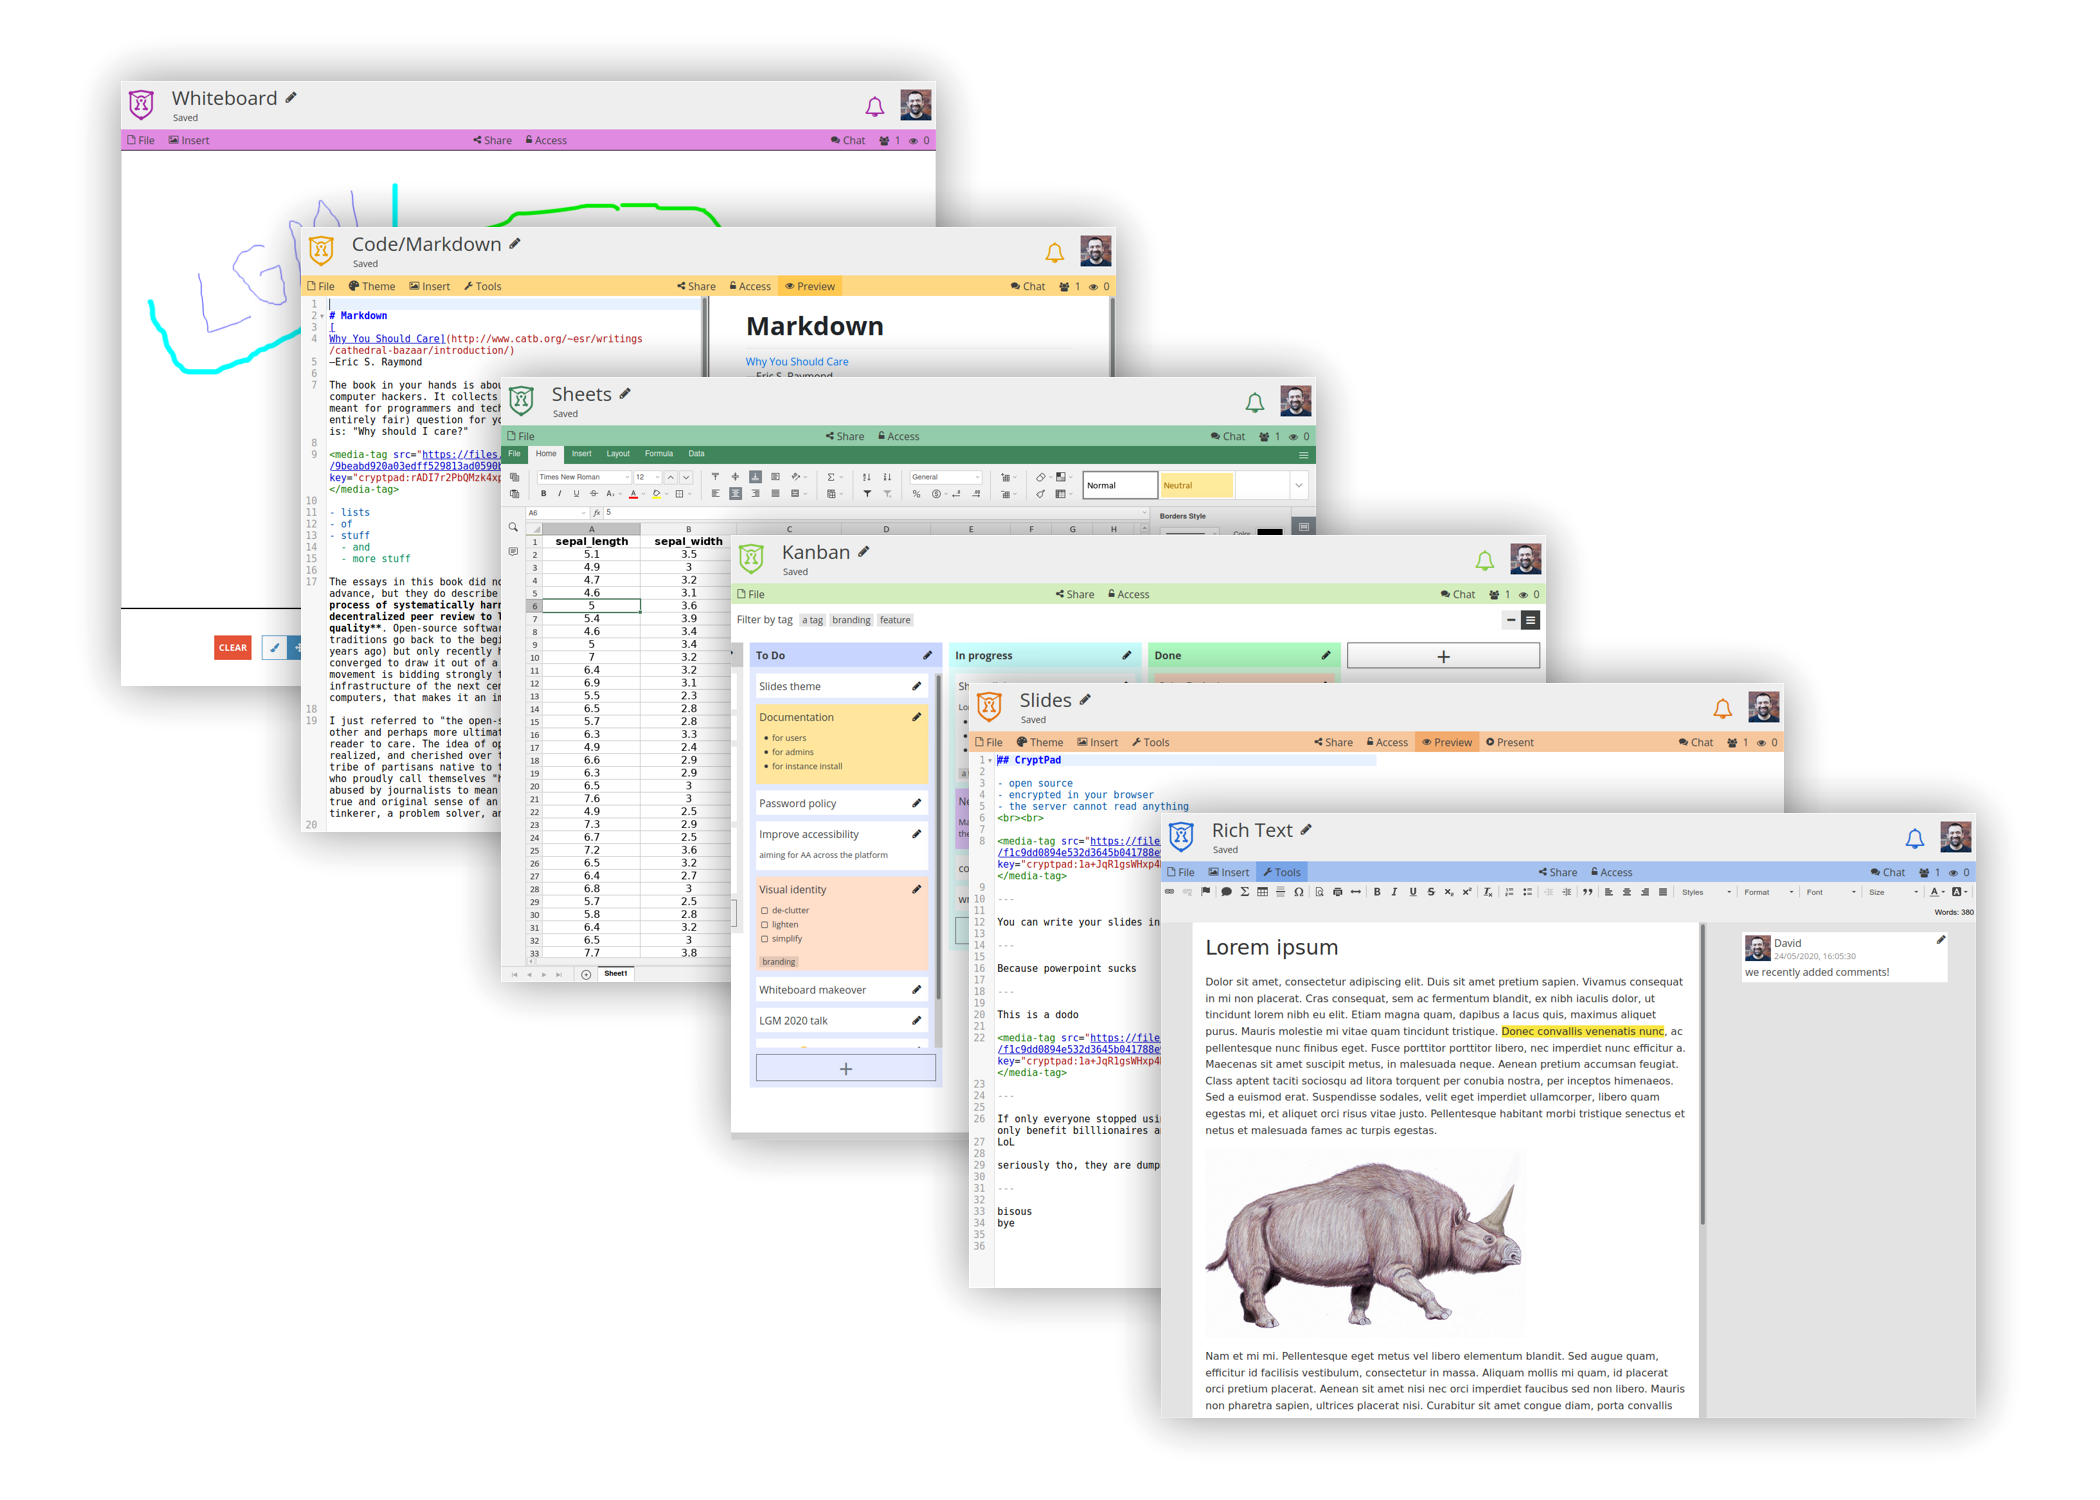 Whiteboard
Saved
File Insert Share Access Chat 1 0
LGM
CLEAR
Code/Markdown
Saved
File Theme Insert Tools Share Access Preview Chat 1 0
1
2 # Markdown
3 [
4 Why You Should Care](http://www.catb.org/~esr/writings
/cathedral-bazaar/introduction/)
5 —Eric S. Raymond
6
7 The book in your hands is abou
computer hackers. It collects
meant for programmers and tech
entirely fair) question for yo
is: "Why should I care?"
8
9 <media-tag src="https://files.
/9beabd920a03edff529813ad0590b
key="cryptpad:rADI7r2PbQMzk4xp
</media-tag>
10
11 - lists
12 - of
13 - stuff
14 - and
15 - more stuff
16
17 The essays in this book did no
advance, but they do describe
process of systematically harn
decentralized peer review to l
quality**. Open-source softwar
traditions go back to the begi
years ago) but only recently h
converged to draw it out of a
movement is bidding strongly t
infrastructure of the next cen
computers, that makes it an im
18
19 I just referred to "the open-s
other and perhaps more ultimat
reader to care. The idea of op
realized, and cherished over t
tribe of partisans native to t
who proudly call themselves "h
abused by journalists to mean
true and original sense of an
tinkerer, a problem solver, an
20
Markdown
Why You Should Care
—Eric S. Raymond
Sheets
Saved
File Share Access Chat 1 0
File Home Insert Layout Formula Data
Times New Roman 12 General Normal Neutral
A6 fx 5
Borders Style
Color
A B C D E F G H
1 sepal_length sepal_width
2 5.1 3.5
3 4.9 3
4 4.7 3.2
5 4.6 3.1
6 5 3.6
7 5.4 3.9
8 4.6 3.4
9 5 3.4
10 7 3.2
11 6.4 3.2
12 6.9 3.1
13 5.5 2.3
14 6.5 2.8
15 5.7 2.8
16 6.3 3.3
17 4.9 2.4
18 6.6 2.9
19 6.3 2.9
20 6.5 3
21 7.6 3
22 4.9 2.5
23 7.3 2.9
24 6.7 2.5
25 7.2 3.6
26 6.5 3.2
27 6.4 2.7
28 6.8 3
29 5.7 2.5
30 5.8 2.8
31 6.4 3.2
32 6.5 3
33 7.7 3.8
Sheet1
Kanban
Saved
File Share Access Chat 1 0
Filter by tag a tag branding feature
To Do
Slides theme
Documentation
• for users
• for admins
• for instance install
Password policy
Improve accessibility
aiming for AA across the platform
Visual identity
de-clutter
lighten
simplify
branding
Whiteboard makeover
LGM 2020 talk
+
In progress
Done
+
Slides
Saved
File Theme Insert Tools Share Access Preview Present Chat 1 0
1 ## CryptPad
2
3 - open source
4 - encrypted in your browser
5 - the server cannot read anything
6 <br><br>
7
8 <media-tag src="https://file
/f1c9dd0894e532d3645b041788e
key="cryptpad:1a+JqR1gsWHxp4
</media-tag>
9
10 ---
11
12 You can write your slides in
13
14 ---
15
16 Because powerpoint sucks
17
18 ---
19
20 This is a dodo
21
22 <media-tag src="https://file
/f1c9dd0894e532d3645b041788e
key="cryptpad:1a+JqR1gsWHxp4
</media-tag>
23
24 ---
25
26 If only everyone stopped usi
only benefit billlionaires a
27 LoL
28
29 seriously tho, they are dump
30
31 ---
32
33 bisous
34 bye
35
36
Rich Text
Saved
File Insert Tools Share Access Chat 1 0
Styles Format Font Size
Words: 380
Lorem ipsum
Dolor sit amet, consectetur adipiscing elit. Duis sit amet pretium sapien. Vivamus consequat
in mi non placerat. Cras consequat, sem ac fermentum blandit, ex nibh iaculis dolor, ut
tincidunt lorem nibh eu elit. Etiam magna quam, dapibus a lacus quis, maximus aliquet
purus. Mauris molestie mi vitae quam tincidunt tristique. Donec convallis venenatis nunc, ac
pellentesque nunc finibus eget. Fusce porttitor porttitor libero, nec imperdiet nunc efficitur a.
Maecenas sit amet suscipit metus, in malesuada neque. Aenean pretium accumsan feugiat.
Class aptent taciti sociosqu ad litora torquent per conubia nostra, per inceptos himenaeos.
Sed a euismod erat. Suspendisse sodales, velit eget imperdiet ullamcorper, libero quam
egestas mi, et aliquet orci risus vitae justo. Pellentesque habitant morbi tristique senectus et
netus et malesuada fames ac turpis egestas.
Nam et mi mi. Pellentesque eget metus vel libero elementum blandit. Sed augue quam,
efficitur id facilisis vestibulum, consectetur in massa. Aliquam mollis mi quam, id placerat
orci pretium placerat. Aenean sit amet nisi nec orci imperdiet faucibus sed non libero. Mauris
non pharetra sapien, ultrices placerat nisi. Curabitur sit amet congue diam, porta convallis
David
24/05/2020, 16:05:30
we recently added comments!